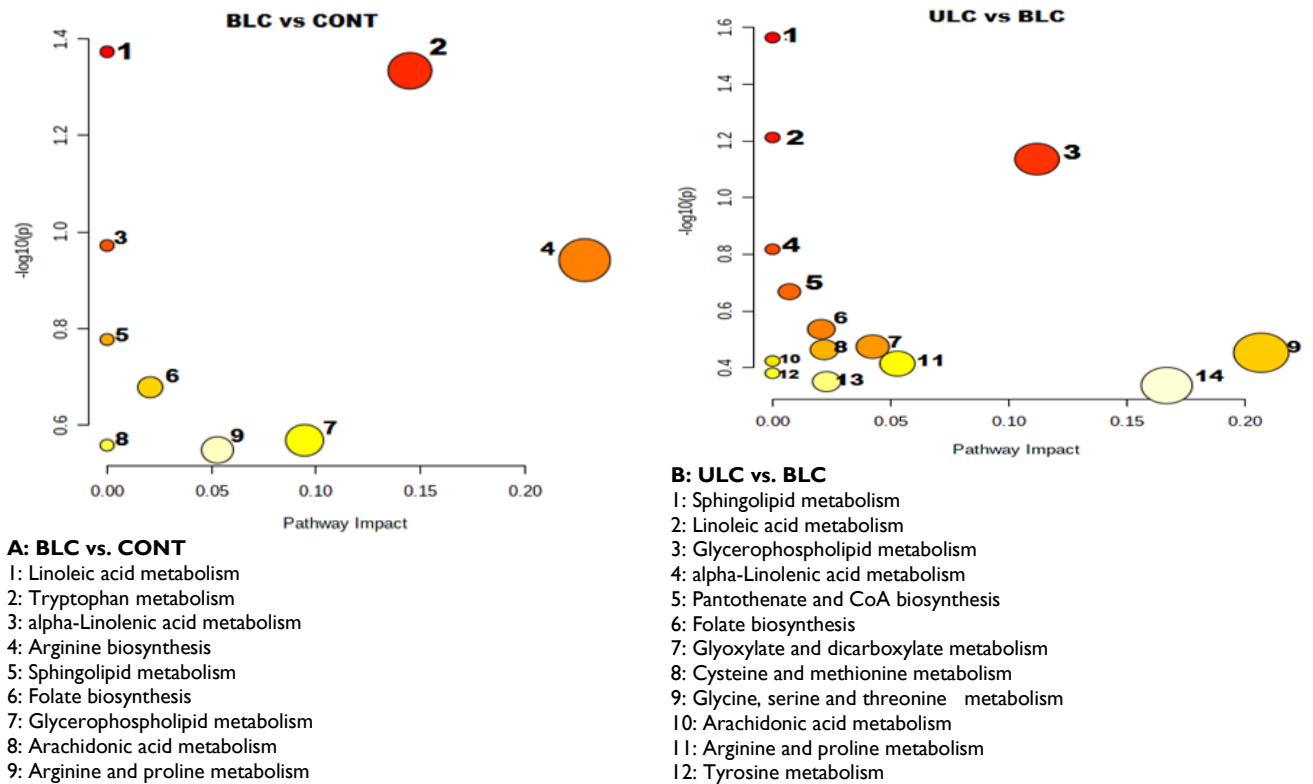 BLC vs CONT
1.4
1.2
1.0
0.8
0.6
-log10(p)
1
2
3
4
5
6
7
8
9
0.00 0.05 0.10 0.15 0.20
Pathway Impact
A: BLC vs. CONT
1: Linoleic acid metabolism
2: Tryptophan metabolism
3: alpha-Linolenic acid metabolism
4: Arginine biosynthesis
5: Sphingolipid metabolism
6: Folate biosynthesis
7: Glycerophospholipid metabolism
8: Arachidonic acid metabolism
9: Arginine and proline metabolism
ULC vs BLC
1.6
1.4
1.2
1.0
0.8
0.6
0.4
-log10(p)
1
2
3
4
5
6
7
8
9
10
11
12
13
14
0.00 0.05 0.10 0.15 0.20
Pathway Impact
B: ULC vs. BLC
1: Sphingolipid metabolism
2: Linoleic acid metabolism
3: Glycerophospholipid metabolism
4: alpha-Linolenic acid metabolism
5: Pantothenate and CoA biosynthesis
6: Folate biosynthesis
7: Glyoxylate and dicarboxylate metabolism
8: Cysteine and methionine metabolism
9: Glycine, serine and threonine metabolism
10: Arachidonic acid metabolism
11: Arginine and proline metabolism
12: Tyrosine metabolism